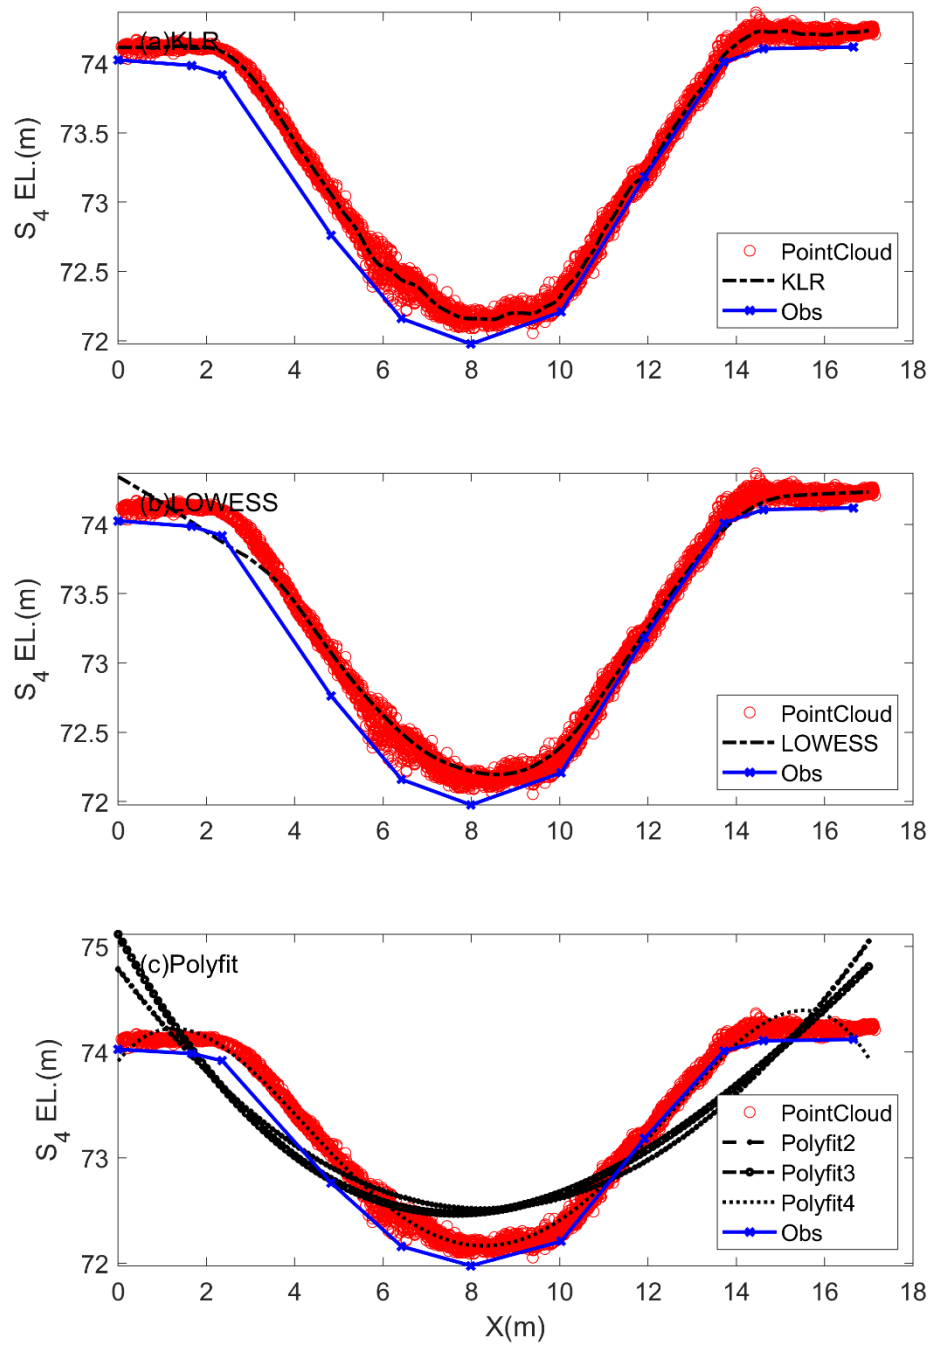 (a)KLR
74
73.5
73
72.5
72
S4 EL.(m)
PointCloud
KLR
Obs
0 2 4 6 8 10 12 14 16 18
(b)LOWESS
74
73.5
73
72.5
72
S4 EL.(m)
PointCloud
LOWESS
Obs
0 2 4 6 8 10 12 14 16 18
75
(c)Polyfit
74
73
72
S4 EL.(m)
PointCloud
Polyfit2
Polyfit3
Polyfit4
Obs
0 2 4 6 8 10 12 14 16 18
X(m)